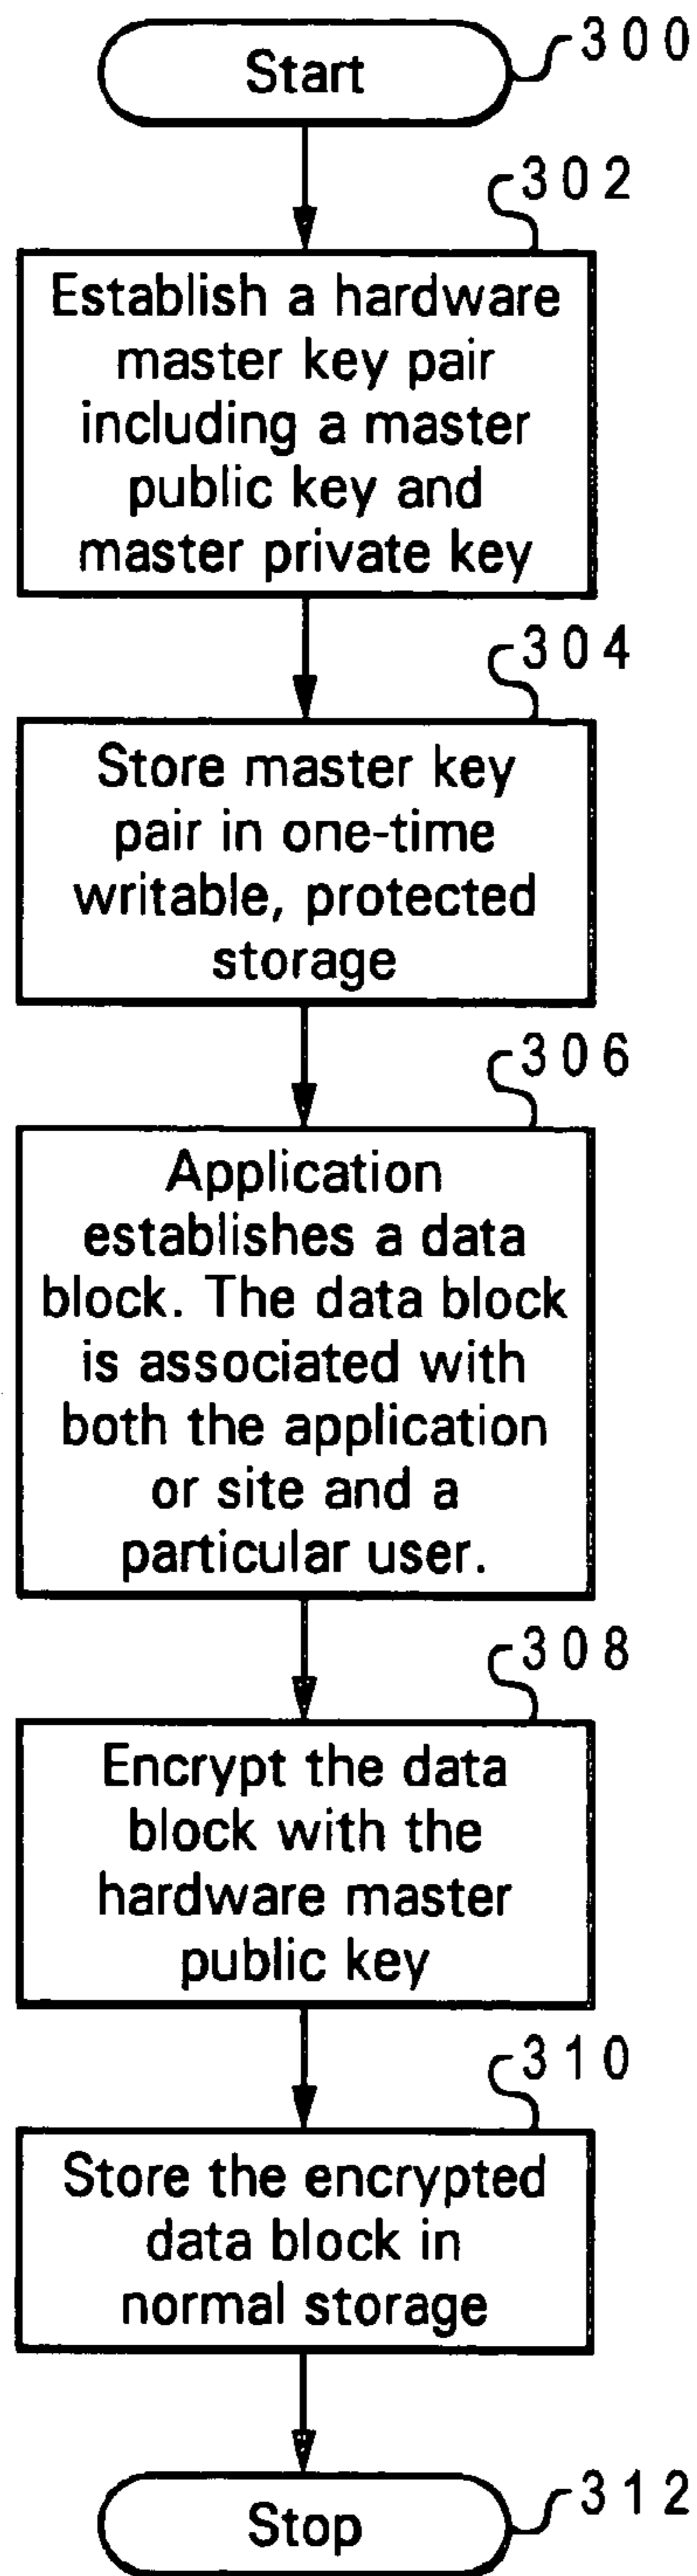 Start
300
302
Establish a hardware
master key pair
including a master
public key and
master private key
304
Store master key
pair in one-time
writable, protected
storage
306
Application
establishes a data
block. The data block
is associated with
both the application
or site and a
particular user.
308
Encrypt the data
block with the
hardware master
public key
310
Store the encrypted
data block in
normal storage
Stop
312